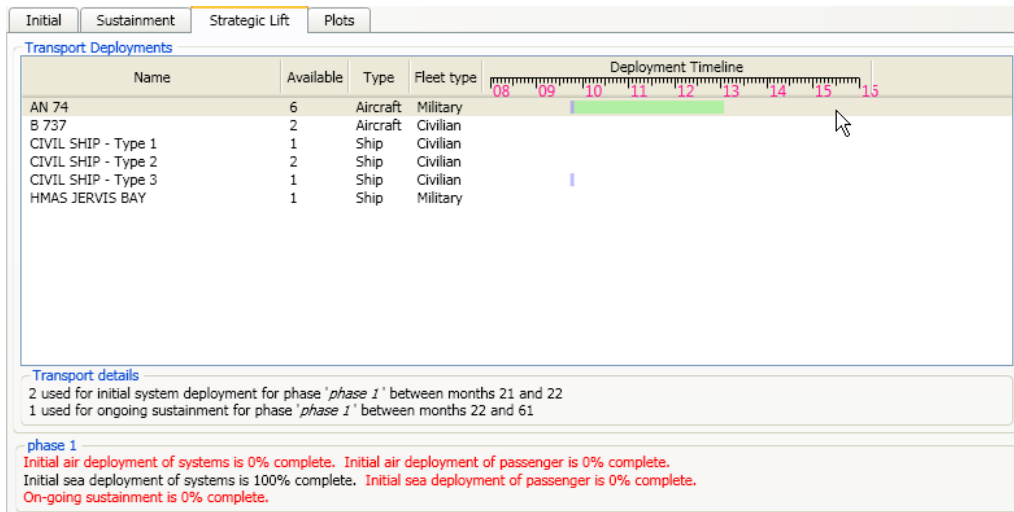 Initial Sustainment Strategic Lift Plots
Transport Deployments
Name Available Type Fleet type Deployment Timeline
'08 '09 '10 '11 '12 '13 '14 '15 '16
AN 74 6 Aircraft Military
B 737 2 Aircraft Civilian
CIVIL SHIP - Type 1 1 Ship Civilian
CIVIL SHIP - Type 2 2 Ship Civilian
CIVIL SHIP - Type 3 1 Ship Civilian
HMAS JERVIS BAY 1 Ship Military
Transport details
2 used for initial system deployment for phase 'phase 1' between months 21 and 22
1 used for ongoing sustainment for phase 'phase 1' between months 22 and 61
phase 1
Initial air deployment of systems is 0% complete. Initial air deployment of passenger is 0% complete.
Initial sea deployment of systems is 100% complete. Initial sea deployment of passenger is 0% complete.
On-going sustainment is 0% complete.